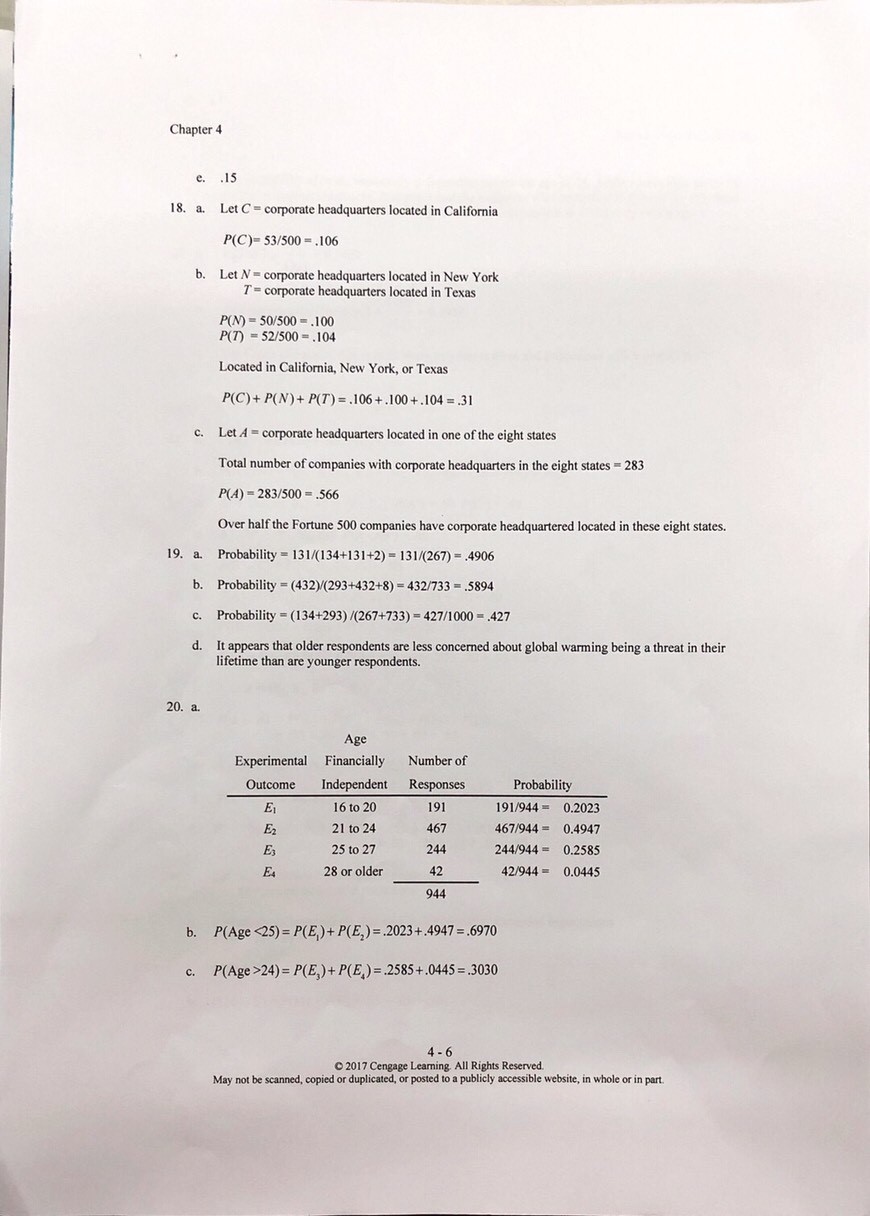 Chapter 4
e. .15
18. a. Let C = corporate headquarters located in California
P(C)= 53/500 = .106
b. Let N = corporate headquarters located in New York
T = corporate headquarters located in Texas
P(N) = 50/500 = .100
P(T) = 52/500 = .104
Located in California, New York, or Texas
P(C) + P(N) + P(T) = .106 + .100 + .104 = .31
c. Let A = corporate headquarters located in one of the eight states
Total number of companies with corporate headquarters in the eight states = 283
P(A) = 283/500 = .566
Over half the Fortune 500 companies have corporate headquartered located in these eight states.
19. a. Probability = 131/(134+131+2) = 131/(267) = .4906
b. Probability = (432)/(293+432+8) = 432/733 = .5894
c. Probability = (134+293) /(267+733) = 427/1000 = .427
d. It appears that older respondents are less concerned about global warming being a threat in their
lifetime than are younger respondents.
20. a.
Age
Experimental Financially Number of
Outcome Independent Responses Probability
E₁ 16 to 20 191 191/944 = 0.2023
E₂ 21 to 24 467 467/944 = 0.4947
E₃ 25 to 27 244 244/944 = 0.2585
E₄ 28 or older 42 42/944 = 0.0445
944
b. P(Age <25) = P(E₁) + P(E₂) = .2023 + .4947 = .6970
c. P(Age >24) = P(E₃) + P(E₄) = .2585 + .0445 = .3030
4 - 6
© 2017 Cengage Learning. All Rights Reserved.
May not be scanned, copied or duplicated, or posted to a publicly accessible website, in whole or in part.